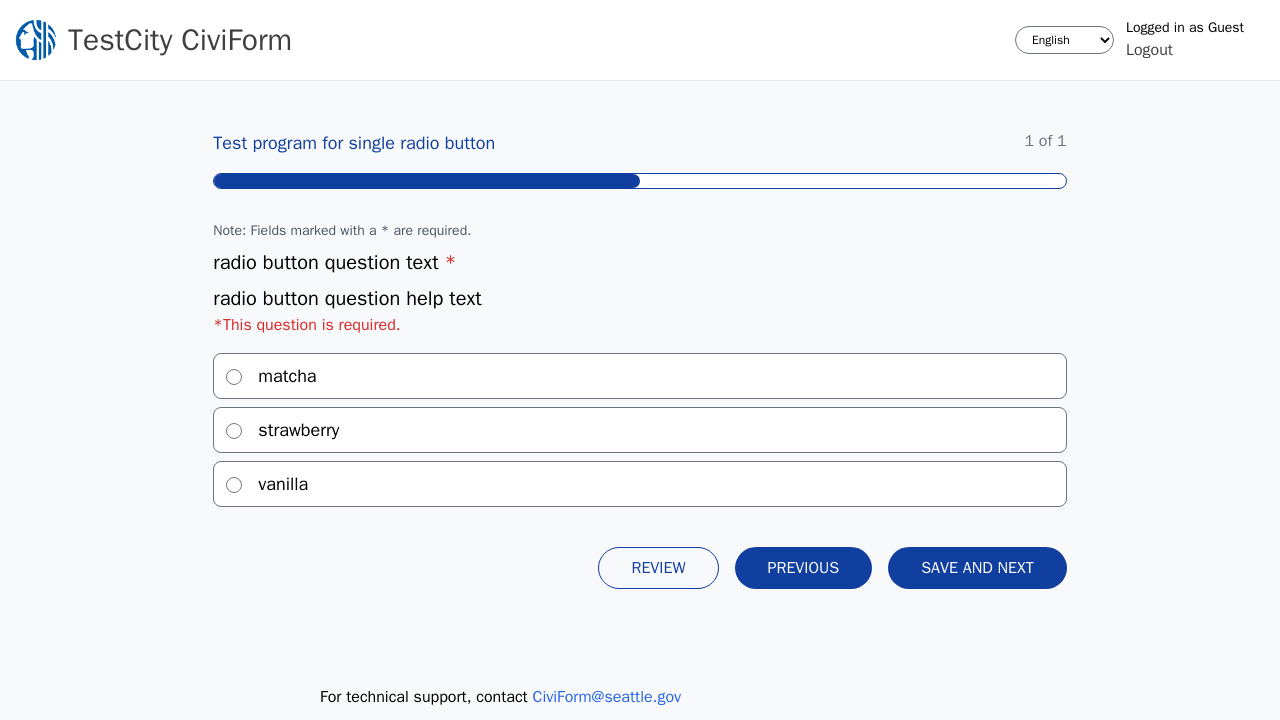 TestCity CiviForm
English
Logged in as Guest
Logout
Test program for single radio button
1 of 1
Note: Fields marked with a * are required.
radio button question text *
radio button question help text
*This question is required.
matcha
strawberry
vanilla
REVIEW
PREVIOUS
SAVE AND NEXT
For technical support, contact CiviForm@seattle.gov